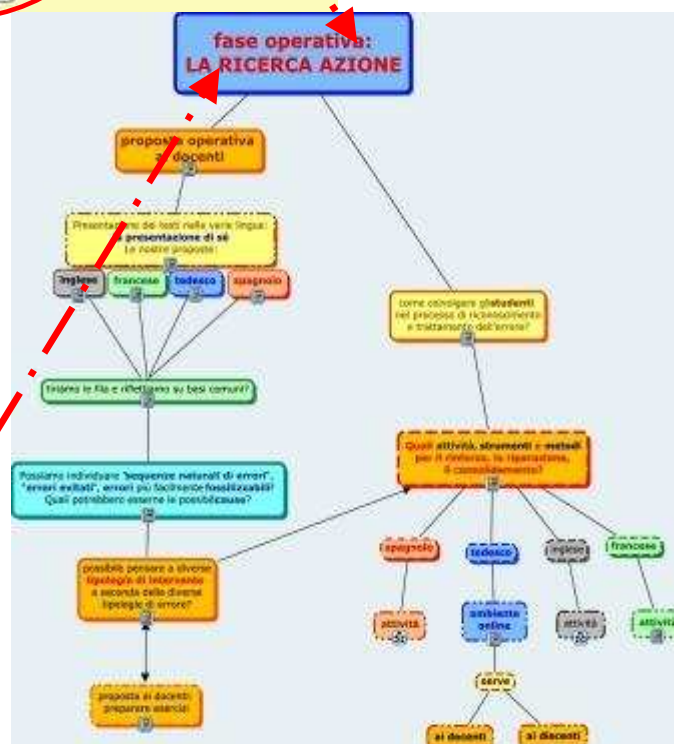 fase operativa:
LA RICERCA AZIONE
proposta operativa
ai docenti
Presentazione dei testi nelle varie lingue:
la presentazione di sé
Le nostre proposte:
inglese
francese
tedesco
spagnolo
tiriamo le fila e riflettiamo su basi comuni?
Possiamo individuare "sequenze naturali di errori",
"errori evitati", errori più facilmente fossilizzabili?
Quali potrebbero esserne le possibili cause?
possibile pensare a diverse
tipologie di intervento
a seconda delle diverse
tipologie di errore?
proposta ai docenti:
preparare esercizi
come coinvolgere gli studenti
nel processo di riconoscimento
e trattamento dell'errore?
Quali attività, strumenti e metodi
per il rinforzo, la riparazione,
il consolidamento?
spagnolo
tedesco
inglese
francese
attività
ambiente
online
attività
attività
serve
ai docenti
ai discenti